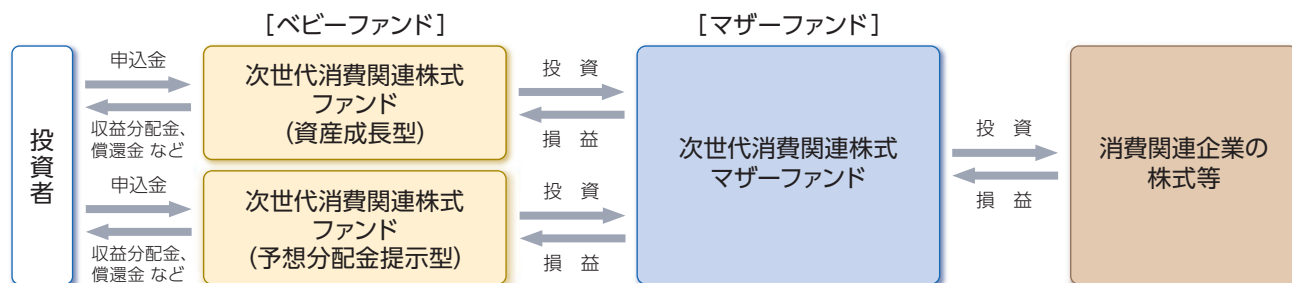 [ベビーファンド]
[マザーファンド]
投資者
申込金
収益分配金、
償還金 など
申込金
収益分配金、
償還金 など
次世代消費関連株式
ファンド
(資産成長型)
次世代消費関連株式
ファンド
(予想分配金提示型)
投 資
損 益
投 資
損 益
次世代消費関連株式
マザーファンド
投 資
損 益
消費関連企業の
株式等